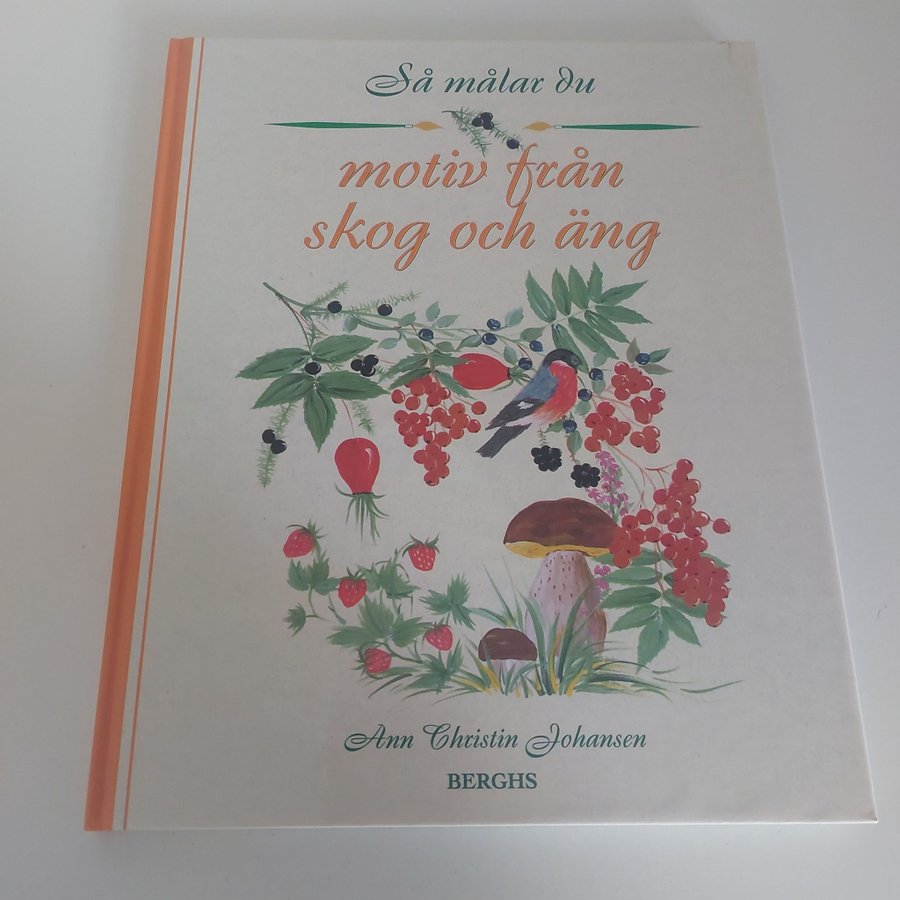 Så målar du
motiv från
skog och äng
Ann Christin Johansen
BERGHS